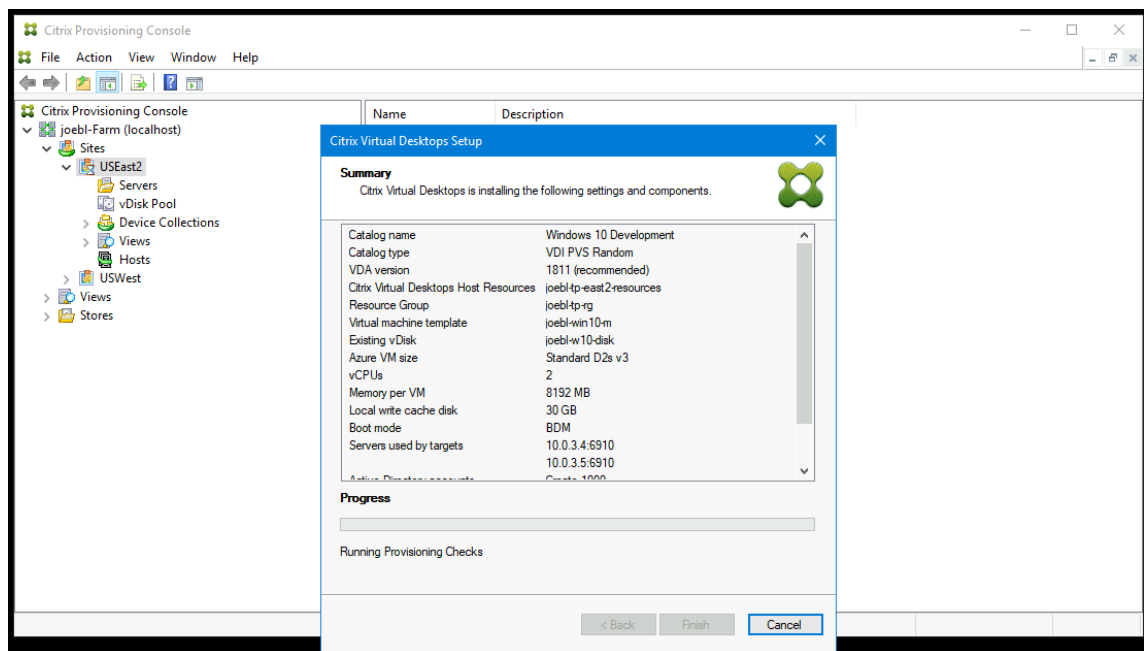 Citrix Provisioning Console
File Action View Window Help
Citrix Provisioning Console
joebl-Farm (localhost)
Sites
USEast2
Servers
vDisk Pool
Device Collections
Views
Hosts
USWest
Views
Stores
Name Description
Citrix Virtual Desktops Setup
Summary
Citrix Virtual Desktops is installing the following settings and components.
Catalog name Windows 10 Development
Catalog type VDI PVS Random
VDA version 1811 (recommended)
Citrix Virtual Desktops Host Resources joebl-tp-east2-resources
Resource Group joebl-tp-rg
Virtual machine template joebl-win10-m
Existing vDisk joebl-w10-disk
Azure VM size Standard D2s v3
vCPUs 2
Memory per VM 8192 MB
Local write cache disk 30 GB
Boot mode BDM
Servers used by targets 10.0.3.4:6910
10.0.3.5:6910
Active Directory accounts Create 1000
Progress
Running Provisioning Checks
< Back Finish Cancel